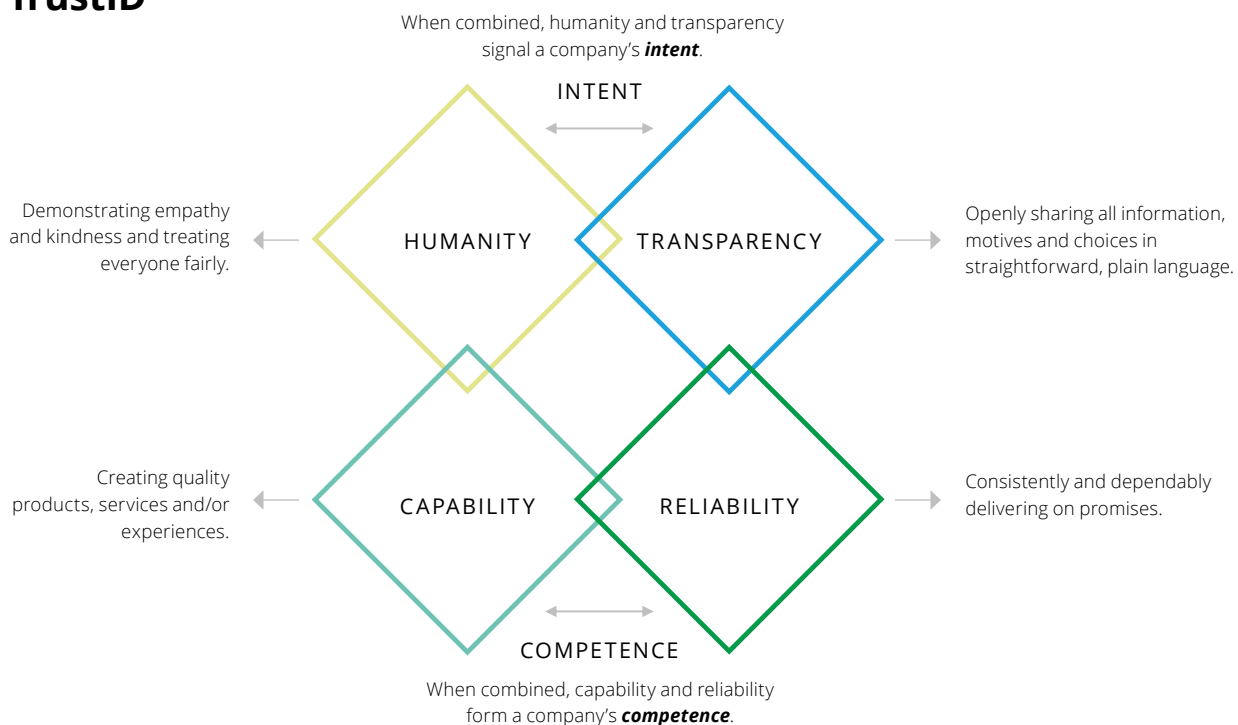 TrustID
When combined, humanity and transparency
signal a company’s intent.
INTENT
HUMANITY
TRANSPARENCY
Demonstrating empathy
and kindness and treating
everyone fairly.
Openly sharing all information,
motives and choices in
straightforward, plain language.
CAPABILITY
RELIABILITY
Creating quality
products, services and/or
experiences.
Consistently and dependably
delivering on promises.
COMPETENCE
When combined, capability and reliability
form a company’s competence.